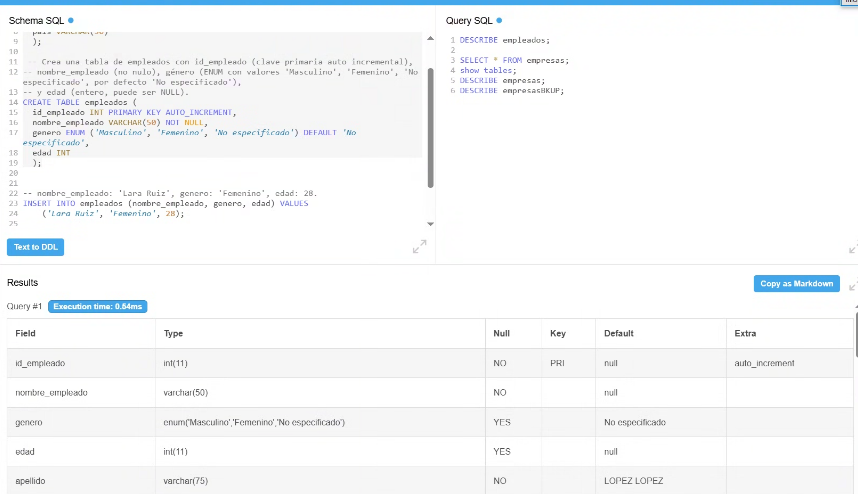 Schema SQL
Query SQL
8 pais VARCHAR(50)
9 );
10
11 -- Crea una tabla de empleados con id_empleado (clave primaria auto incremental),
12 -- nombre_empleado (no nulo), género (ENUM con valores 'Masculino', 'Femenino', 'No
especificado', por defecto 'No especificado'),
13 -- y edad (entero, puede ser NULL).
14 CREATE TABLE empleados (
15 id_empleado INT PRIMARY KEY AUTO_INCREMENT,
16 nombre_empleado VARCHAR(50) NOT NULL,
17 genero ENUM ('Masculino', 'Femenino', 'No especificado') DEFAULT 'No
especificado',
18 edad INT
19 );
20
21
22 -- nombre_empleado: 'Lara Ruiz', genero: 'Femenino', edad: 28.
23 INSERT INTO empleados (nombre_empleado, genero, edad) VALUES
24 ('Lara Ruiz', 'Femenino', 28);
25
1 DESCRIBE empleados;
2
3 SELECT * FROM empresas;
4 show tables;
5 DESCRIBE empresas;
6 DESCRIBE empresasBKUP;
Text to DDL
Results
Copy as Markdown
Query #1 Execution time: 0.54ms
Field Type Null Key Default Extra
id_empleado int(11) NO PRI null auto_increment
nombre_empleado varchar(50) NO null
genero enum('Masculino','Femenino','No especificado') YES No especificado
edad int(11) YES null
apellido varchar(75) NO LOPEZ LOPEZ